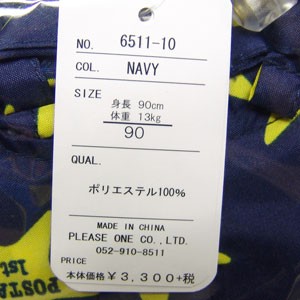 NO. 6511-10
COL. NAVY
SIZE
身長 90cm
体重 13kg
90
QUAL.
ポリエステル100%
MADE IN CHINA
PLEASE ONE CO., LTD.
052-910-8511
PRICE
本体価格 ¥3,300+税
POSTA
1st